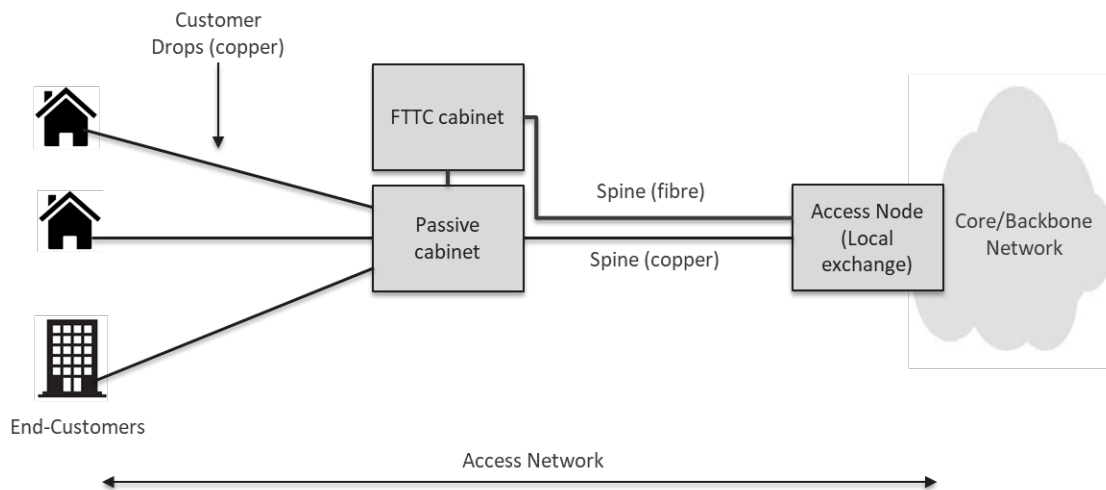 Customer
Drops (copper)
FTTC cabinet
Passive
cabinet
Spine (fibre)
Spine (copper)
Access Node
(Local
exchange)
Core/Backbone
Network
End-Customers
Access Network